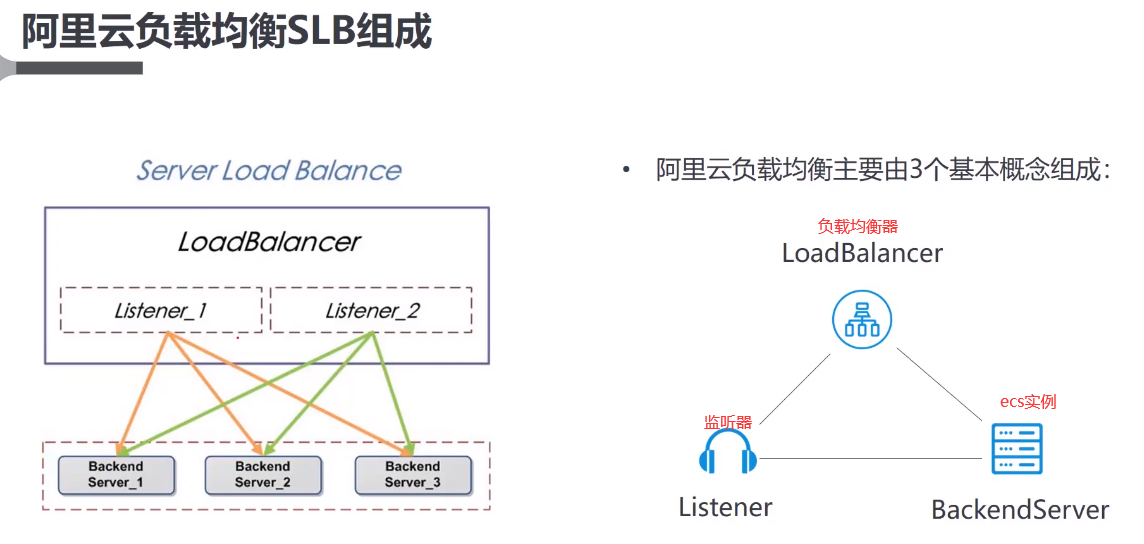 阿里云负载均衡SLB组成
Server Load Balance
LoadBalancer
Listener_1
Listener_2
Backend
Server_1
Backend
Server_2
Backend
Server_3
• 阿里云负载均衡主要由3个基本概念组成：
负载均衡器
LoadBalancer
监听器
Listener
ecs实例
BackendServer